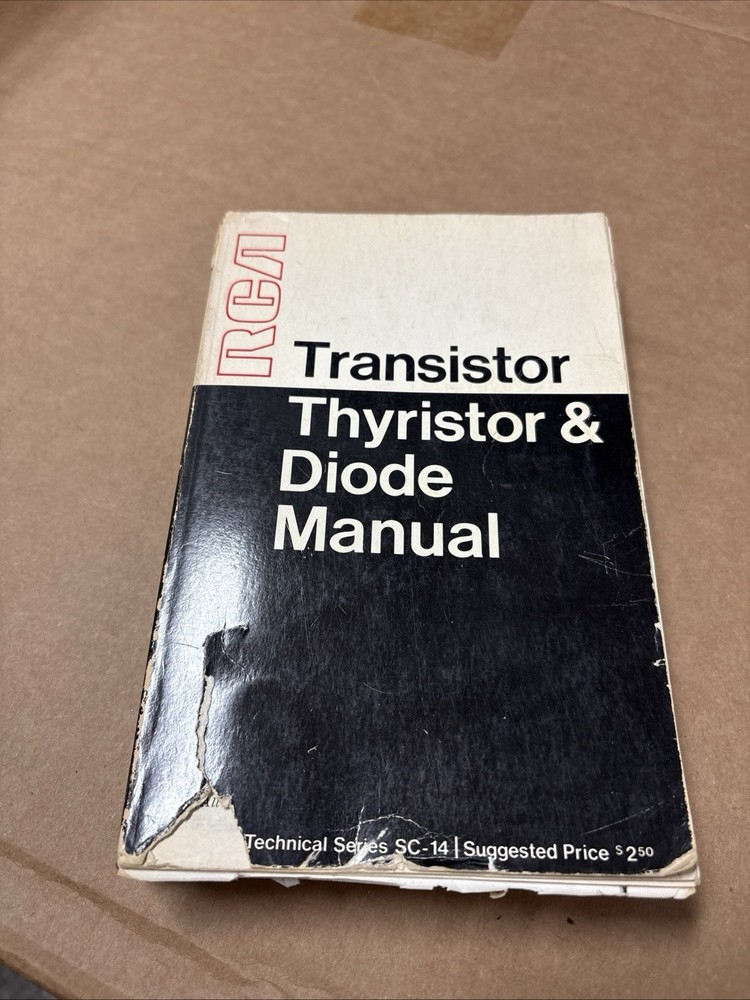 RCA
Transistor
Thyristor &
Diode
Manual
Technical Series SC-14 | Suggested Price $2.50